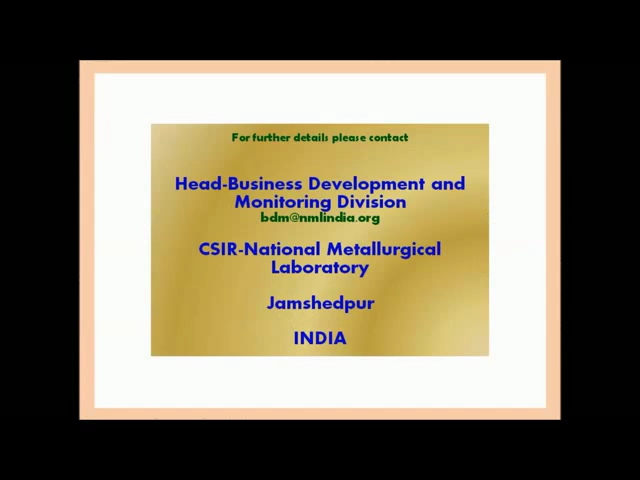 For further details please contact
Head-Business Development and
Monitoring Division
bdm@nmlindia.org
CSIR-National Metallurgical
Laboratory
Jamshedpur
INDIA